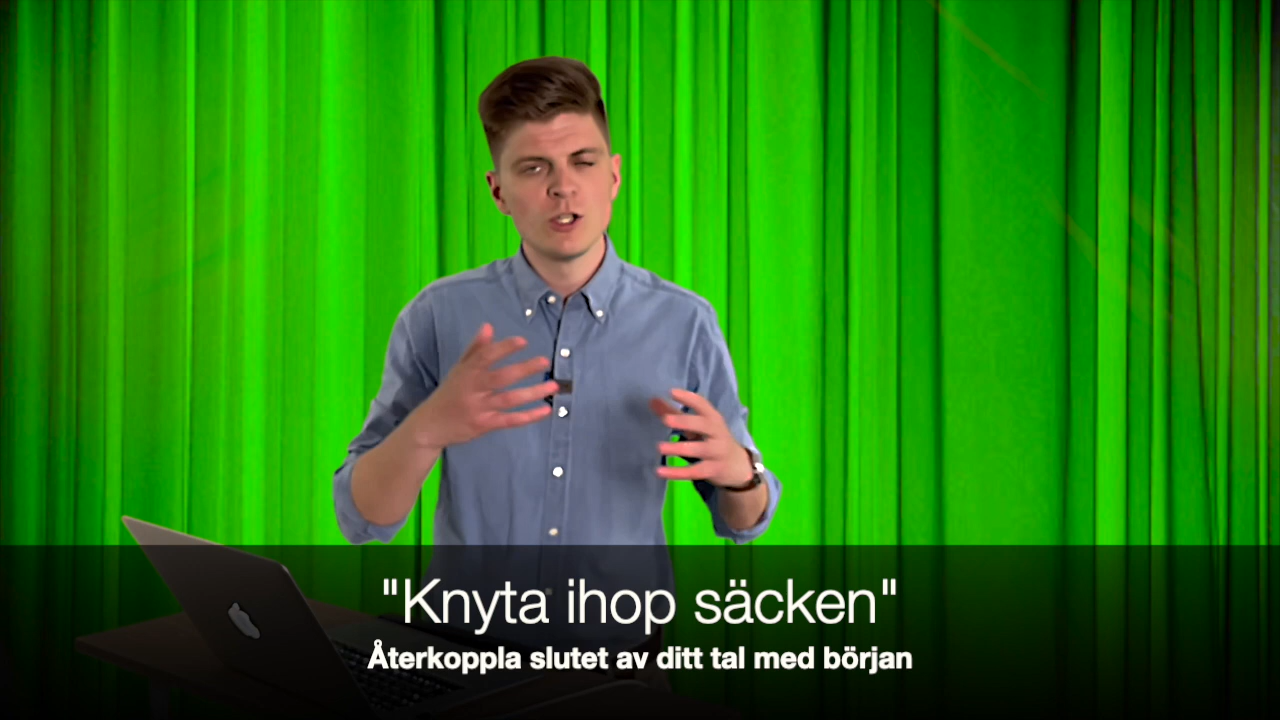 "Knyta ihop säcken"
Återkoppla slutet av ditt tal med början